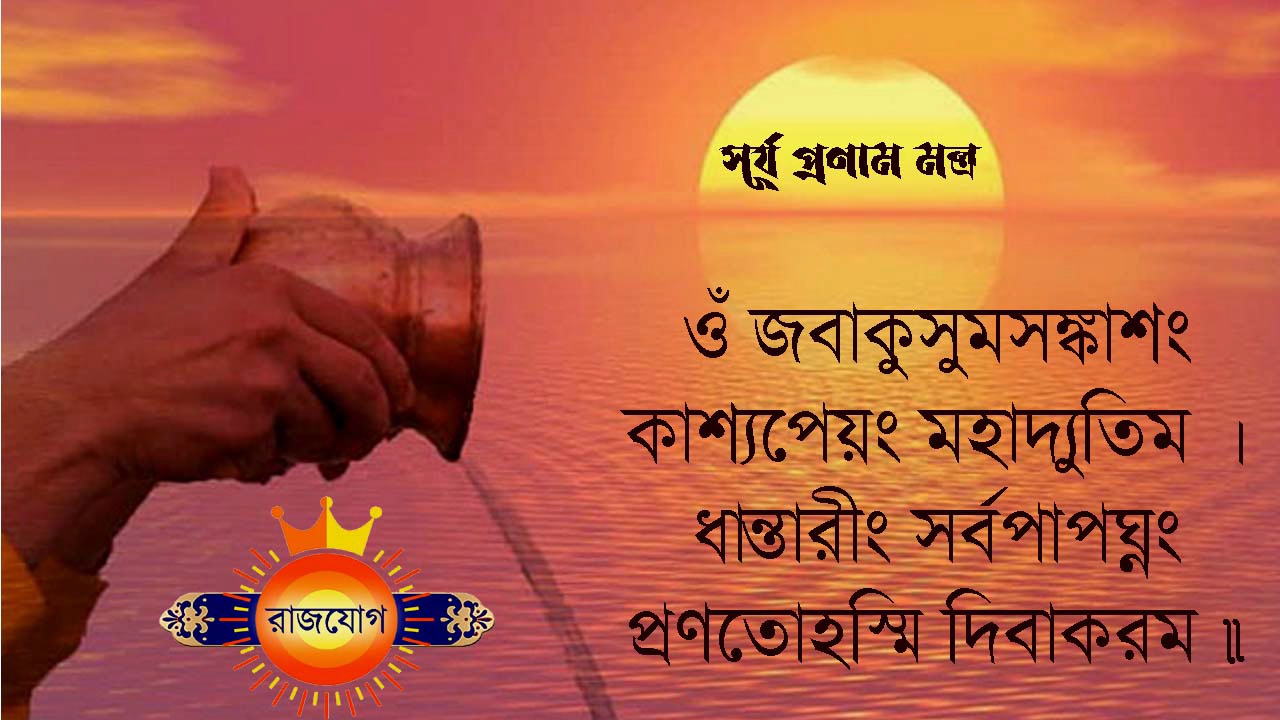 সূর্য প্রণাম মন্ত্র
ওঁ জবাকুসুমসঙ্কাশং
কাশ্যপেয়ং মহাদ্যুতিম ।
ধান্তারীং সর্বপাপঘ্নং
প্রণতোহস্মি দিবাকরম ॥
রাজযোগ